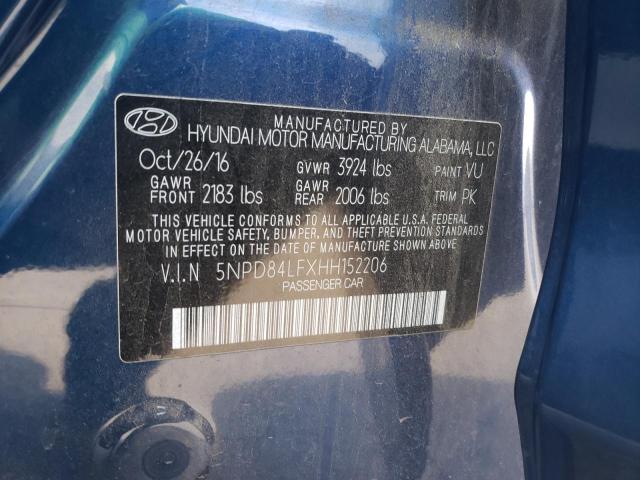 MANUFACTURED BY
HYUNDAI MOTOR MANUFACTURING ALABAMA, LLC
Oct/26/16 GVWR 3924 lbs PAINT VU
GAWR FRONT 2183 lbs GAWR REAR 2006 lbs TRIM PK
THIS VEHICLE CONFORMS TO ALL APPLICABLE U.S.A. FEDERAL
MOTOR VEHICLE SAFETY, BUMPER, AND THEFT PREVENTION STANDARDS
IN EFFECT ON THE DATE OF MANUFACTURE SHOWN ABOVE
V.I.N 5NPD84LFXHH152206
PASSENGER CAR